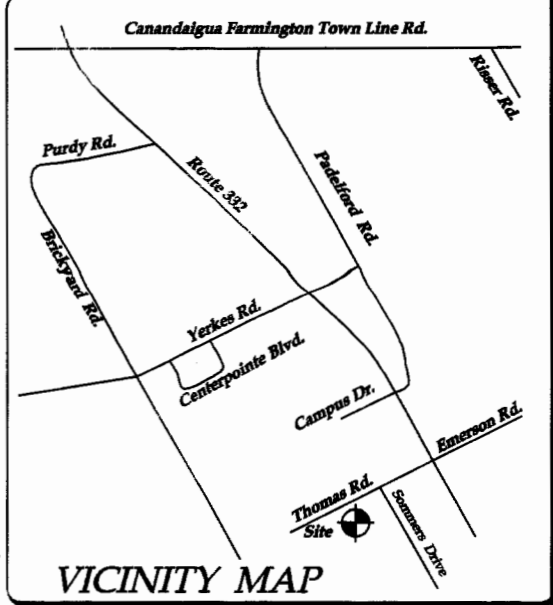 Canandaigua Farmington Town Line Rd.
Risser Rd.
Purdy Rd.
Route 332
Padelford Rd.
Brickyard Rd.
Yerkes Rd.
Centerpointe Blvd.
Campus Dr.
Emerson Rd.
Thomas Rd.
Site
Sommers Drive
VICINITY MAP